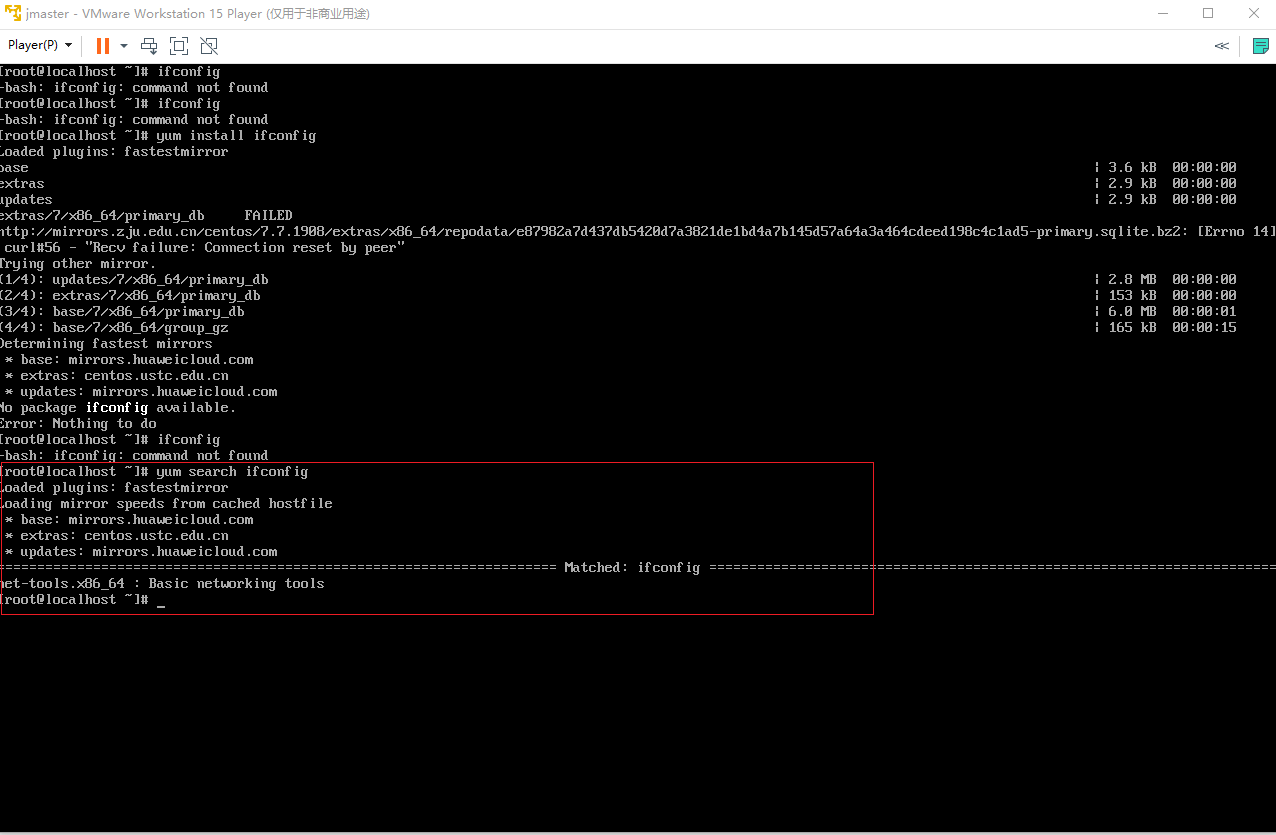 jmaster - VMware Workstation 15 Player (仅用于非商业用途)
Player(P)
[root@localhost ~]# ifconfig
-bash: ifconfig: command not found
[root@localhost ~]# ifconfig
-bash: ifconfig: command not found
[root@localhost ~]# yum install ifconfig
Loaded plugins: fastestmirror
base | 3.6 kB 00:00:00
extras | 2.9 kB 00:00:00
updates | 2.9 kB 00:00:00
extras/7/x86_64/primary_db FAILED
http://mirrors.zju.edu.cn/centos/7.7.1908/extras/x86_64/repodata/e87982a7d437db5420d7a3821de1bd4a7b145d57a64a3a464cdeed198c4c1ad5-primary.sqlite.bz2: [Errno 14]
curl#56 - "Recv failure: Connection reset by peer"
Trying other mirror.
(1/4): updates/7/x86_64/primary_db | 2.8 MB 00:00:00
(2/4): extras/7/x86_64/primary_db | 153 kB 00:00:00
(3/4): base/7/x86_64/primary_db | 6.0 MB 00:00:01
(4/4): base/7/x86_64/group_gz | 165 kB 00:00:15
Determining fastest mirrors
* base: mirrors.huaweicloud.com
* extras: centos.ustc.edu.cn
* updates: mirrors.huaweicloud.com
No package ifconfig available.
Error: Nothing to do
[root@localhost ~]# ifconfig
-bash: ifconfig: command not found
[root@localhost ~]# yum search ifconfig
Loaded plugins: fastestmirror
Loading mirror speeds from cached hostfile
* base: mirrors.huaweicloud.com
* extras: centos.ustc.edu.cn
* updates: mirrors.huaweicloud.com
====================================================================== Matched: ifconfig ======================================================================
net-tools.x86_64 : Basic networking tools
[root@localhost ~]# _